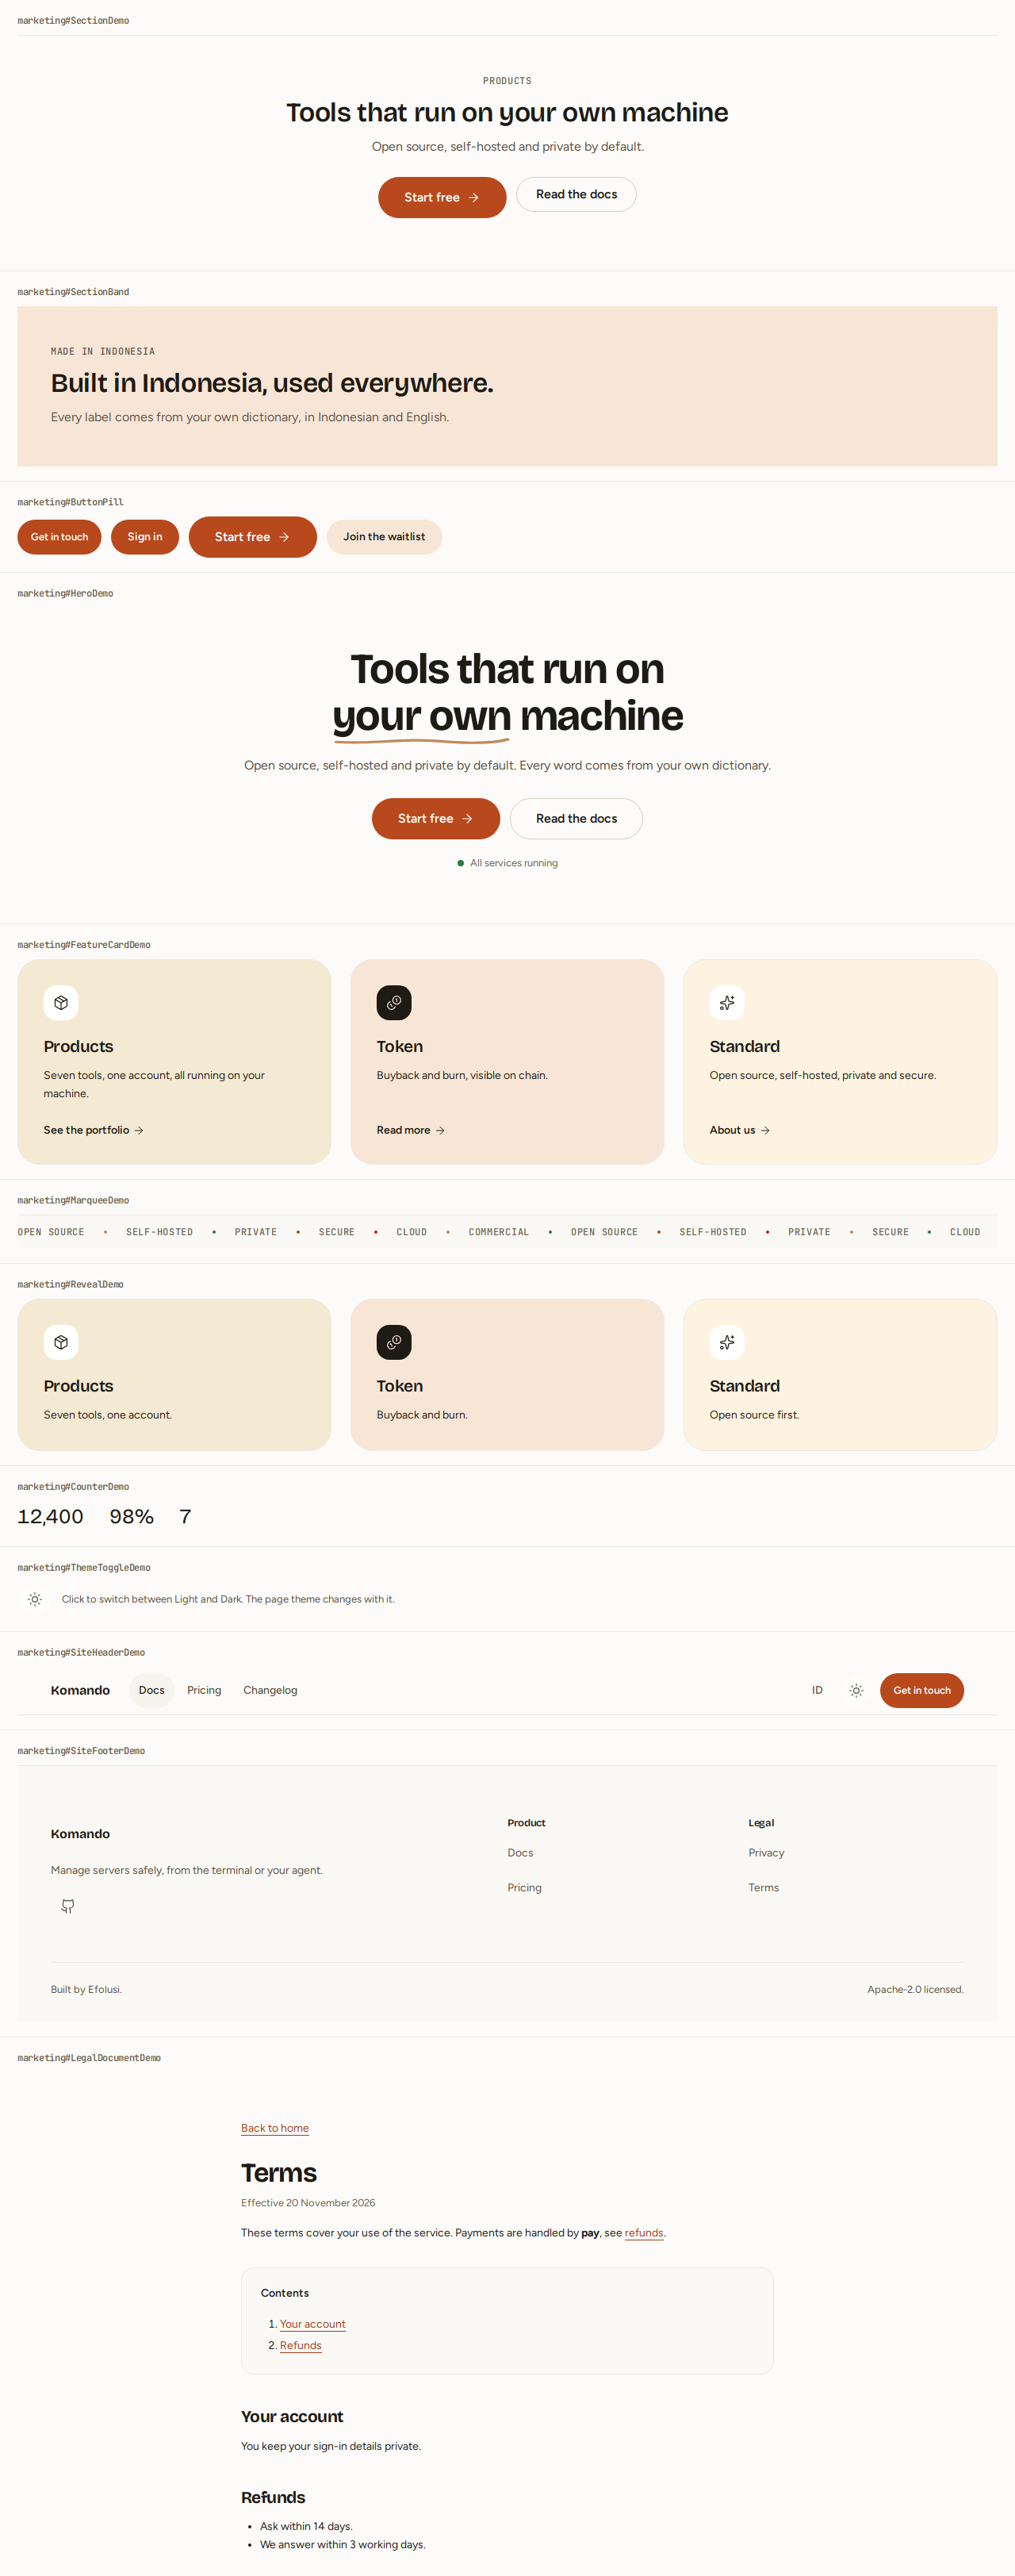 marketing#SectionDemo
PRODUCTS
Tools that run on your own machine
Open source, self-hosted and private by default.
Start free
Read the docs
marketing#SectionBand
MADE IN INDONESIA
Built in Indonesia, used everywhere.
Every label comes from your own dictionary, in Indonesian and English.
marketing#ButtonPill
Get in touch
Sign in
Start free
Join the waitlist
marketing#HeroDemo
Tools that run on
your own machine
Open source, self-hosted and private by default. Every word comes from your own dictionary.
Start free
Read the docs
All services running
marketing#FeatureCardDemo
Products
Seven tools, one account, all running on your
machine.
See the portfolio
Token
Buyback and burn, visible on chain.
Read more
Standard
Open source, self-hosted, private and secure.
About us
marketing#MarqueeDemo
OPEN SOURCE • SELF-HOSTED • PRIVATE • SECURE • CLOUD • COMMERCIAL • OPEN SOURCE • SELF-HOSTED • PRIVATE • SECURE • CLOUD
marketing#RevealDemo
Products
Seven tools, one account.
Token
Buyback and burn.
Standard
Open source first.
marketing#CounterDemo
12,400 98% 7
marketing#ThemeToggleDemo
Click to switch between Light and Dark. The page theme changes with it.
marketing#SiteHeaderDemo
Komando Docs Pricing Changelog ID Get in touch
marketing#SiteFooterDemo
Komando
Manage servers safely, from the terminal or your agent.
Product
Docs
Pricing
Legal
Privacy
Terms
Built by Efolusi.
Apache-2.0 licensed.
marketing#LegalDocumentDemo
Back to home
Terms
Effective 20 November 2026
These terms cover your use of the service. Payments are handled by pay, see refunds.
Contents
1. Your account
2. Refunds
Your account
You keep your sign-in details private.
Refunds
• Ask within 14 days.
• We answer within 3 working days.